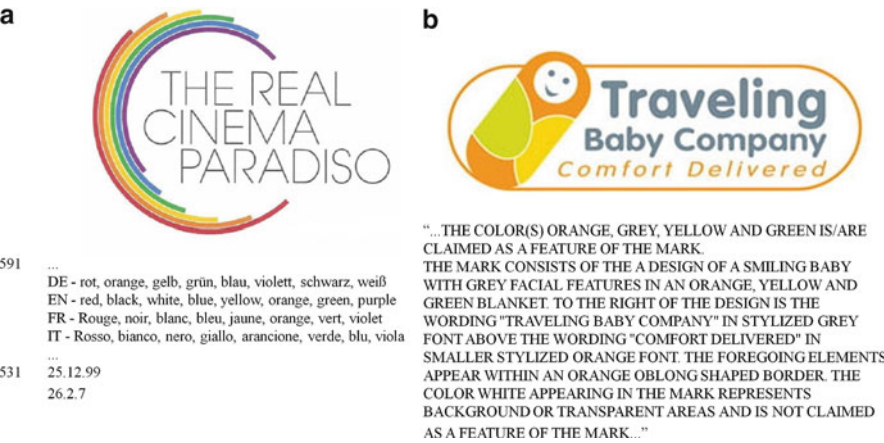 a
THE REAL
CINEMA
PARADISO
591
...
DE - rot, orange, gelb, grün, blau, violett, schwarz, weiß
EN - red, black, white, blue, yellow, orange, green, purple
FR - Rouge, noir, blanc, bleu, jaune, orange, vert, violet
IT - Rosso, bianco, nero, giallo, arancione, verde, blu, viola
...
531 25.12.99
26.2.7
b
Traveling
Baby Company
Comfort Delivered
“...THE COLOR(S) ORANGE, GREY, YELLOW AND GREEN IS/ARE
CLAIMED AS A FEATURE OF THE MARK.
THE MARK CONSISTS OF THE A DESIGN OF A SMILING BABY
WITH GREY FACIAL FEATURES IN AN ORANGE, YELLOW AND
GREEN BLANKET. TO THE RIGHT OF THE DESIGN IS THE
WORDING "TRAVELING BABY COMPANY" IN STYLIZED GREY
FONT ABOVE THE WORDING "COMFORT DELIVERED" IN
SMALLER STYLIZED ORANGE FONT. THE FOREGOING ELEMENTS
APPEAR WITHIN AN ORANGE OBLONG SHAPED BORDER. THE
COLOR WHITE APPEARING IN THE MARK REPRESENTS
BACKGROUND OR TRANSPARENT AREAS AND IS NOT CLAIMED
AS A FEATURE OF THE MARK...”